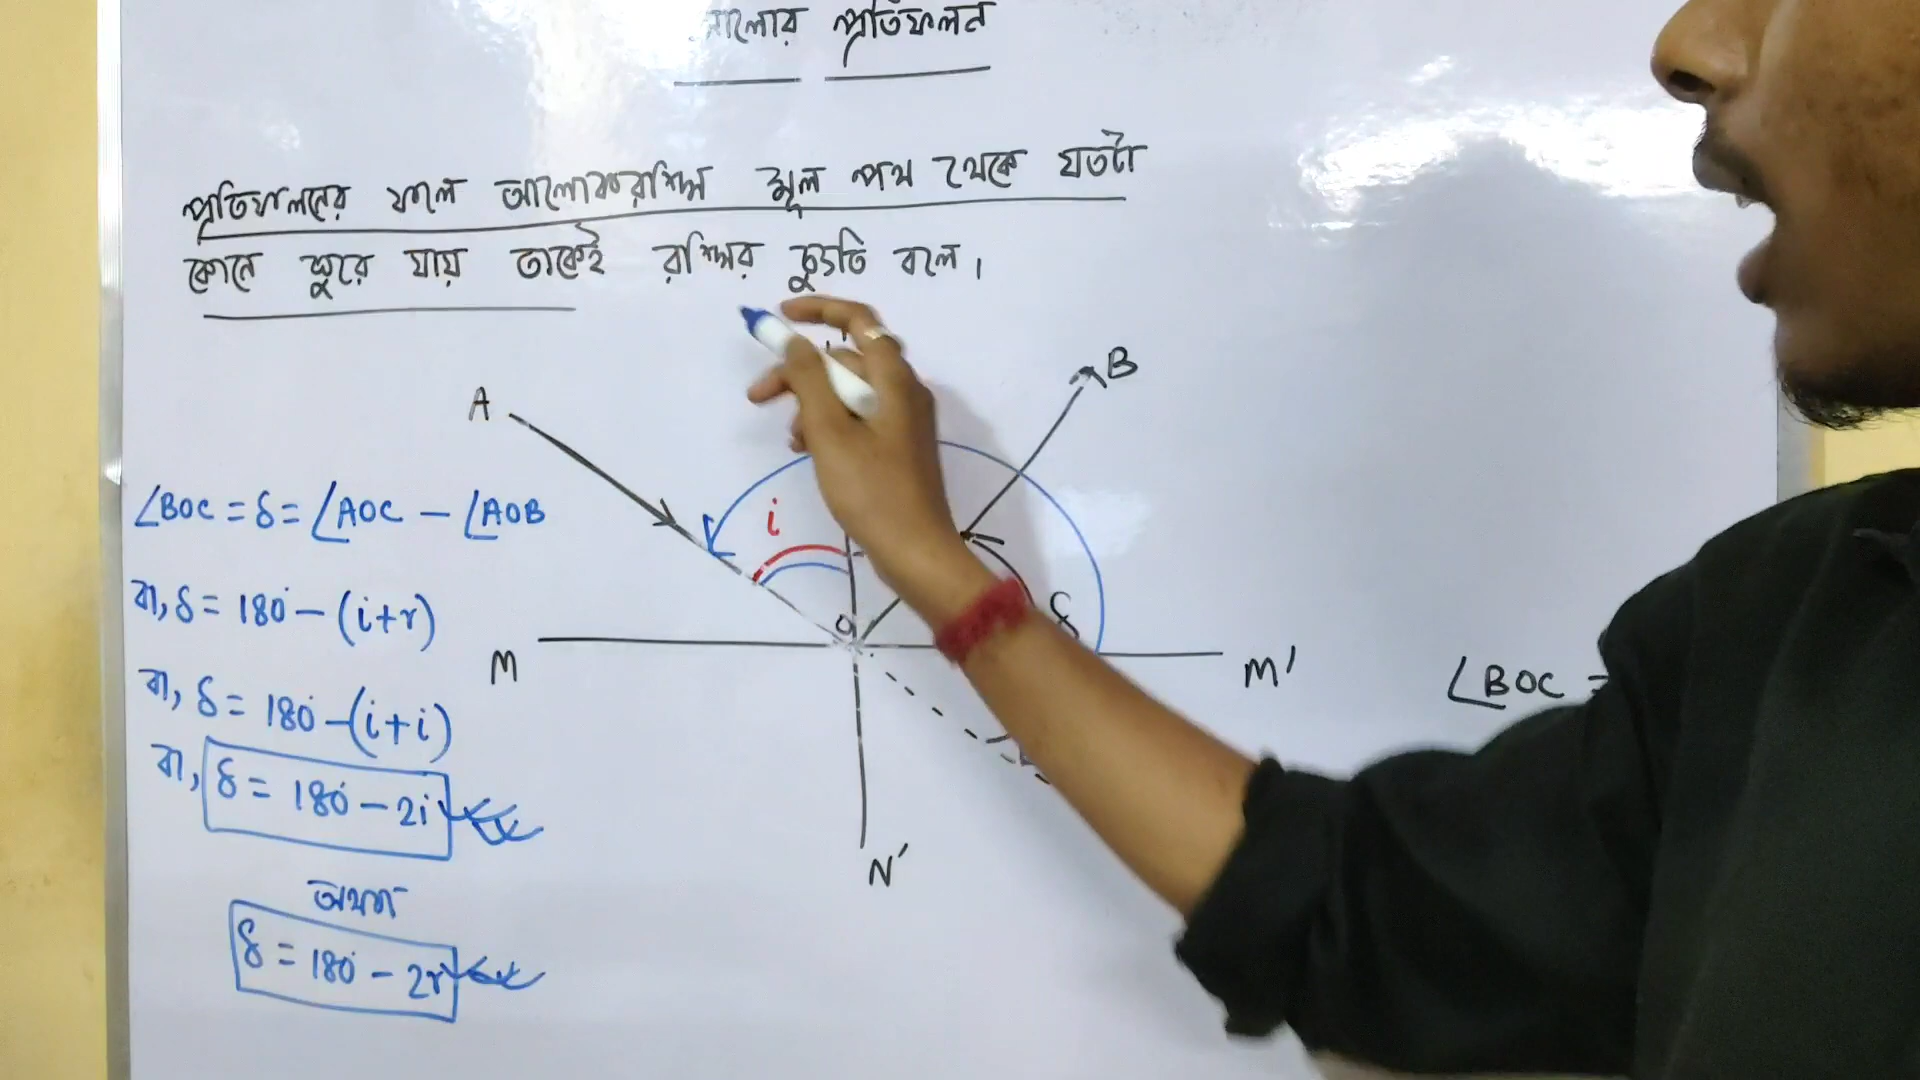 আলোর প্রতিফলন
প্রতিফলনের ফলে আলোকরশ্মি মূল পথ থেকে যতটা
কোনে ঘুরে যায় তাকেই রশ্মির চ্যুতি বলে।
A
B
i
∠BOC = δ = ∠AOC - ∠AOB
বা, δ = 180° - (i+r)
O
δ
M
M'
∠BOC =
বা, δ = 180° - (i+i)
বা, δ = 180° - 2i
N'
অথবা
δ = 180° - 2r